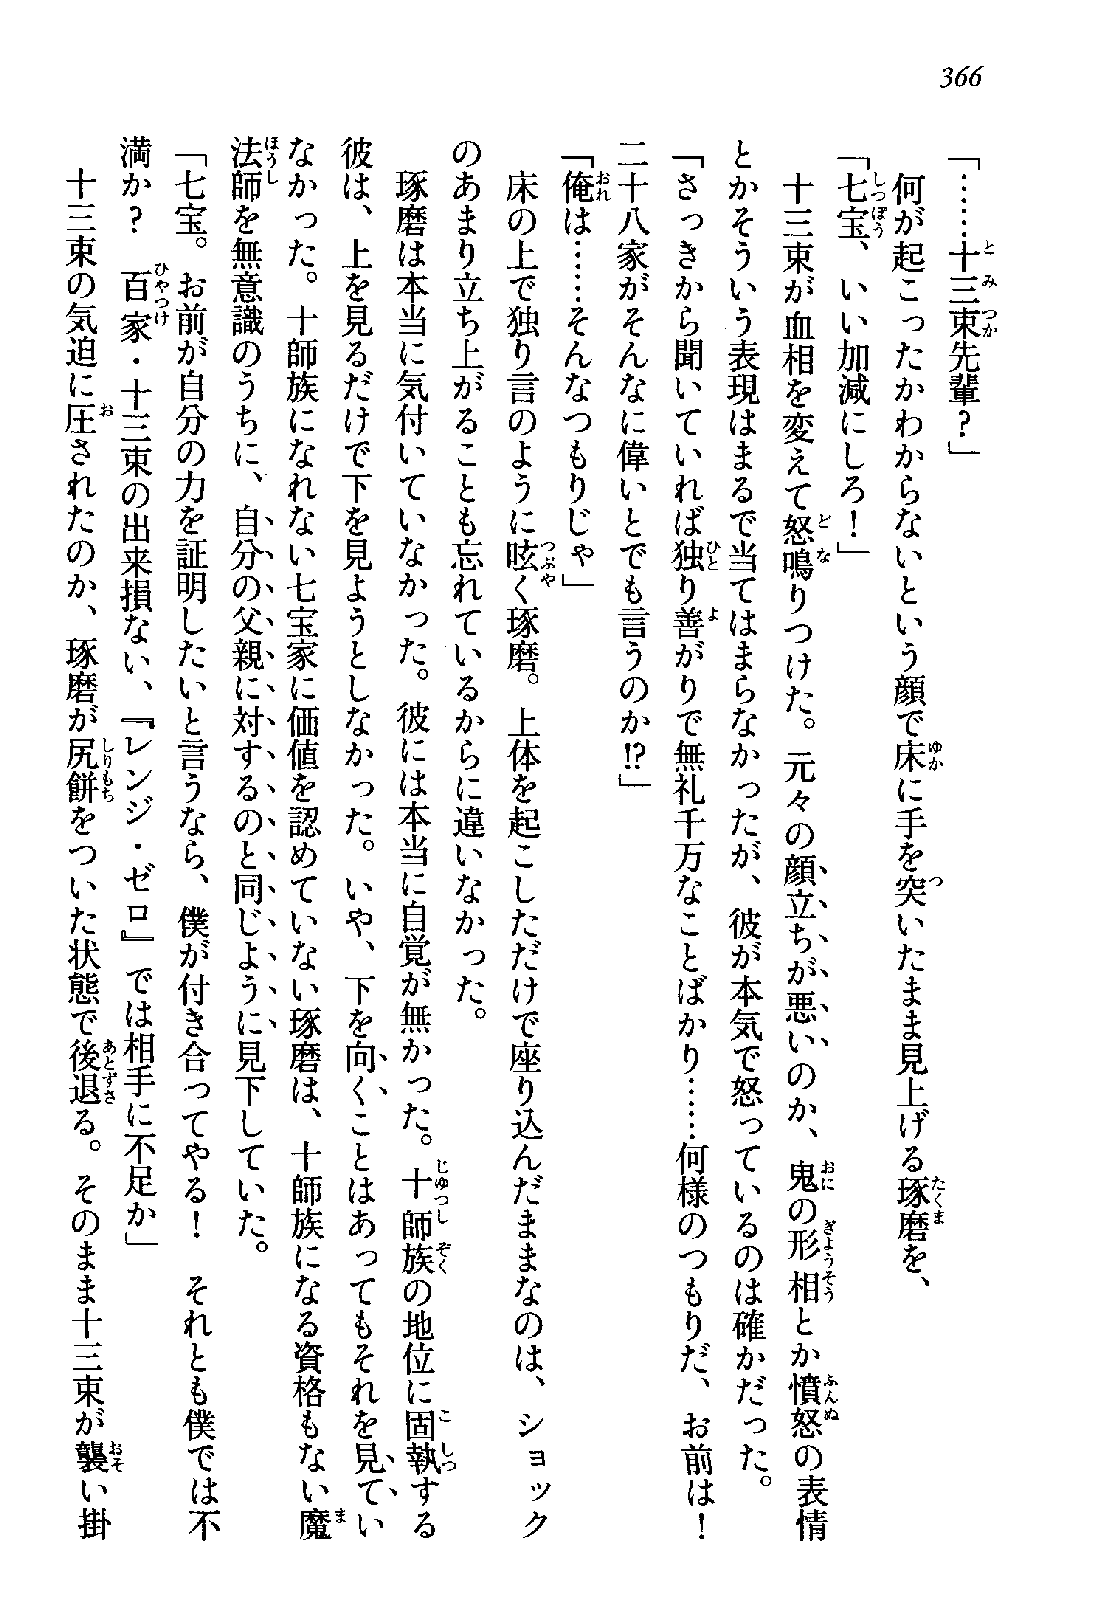 366
「……十三束先輩？」
何が起こったかわからないという顔で床に手を突いたまま見上げる琢磨を、
「七宝、いい加減にしろ！」
十三束が血相を変えて怒鳴りつけた。元々の顔立ちが悪いのか、鬼の形相とか憤怒の表情
とかそういう表現はまるで当てはまらなかったが、彼が本気で怒っているのは確かだった。
「さっきから聞いていれば独り善がりで無礼千万なことばかり……何様のつもりだ、お前は！
二十八家がそんなに偉いとでも言うのか⁉」
「俺は……そんなつもりじゃ」
床の上で独り言のように呟く琢磨。上体を起こしただけで座り込んだままなのは、ショック
のあまり立ち上がることも忘れているからに違いなかった。
琢磨は本当に気付いていなかった。彼には本当に自覚が無かった。十師族の地位に固執する
彼は、上を見るだけで下を見ようとしなかった。いや、下を向くことはあってもそれを見てい
なかった。十師族になれない七宝家に価値を認めていない琢磨は、十師族になる資格もない魔
法師を無意識のうちに、自分の父親に対するのと同じように見下していた。
「七宝。お前が自分の力を証明したいと言うなら、僕が付き合ってやる！　それとも僕では不
満か？　百家・十三束の出来損ない、『レンジ・ゼロ』では相手に不足か」
十三束の気迫に圧されたのか、琢磨が尻餅をついた状態で後退る。そのまま十三束が襲い掛